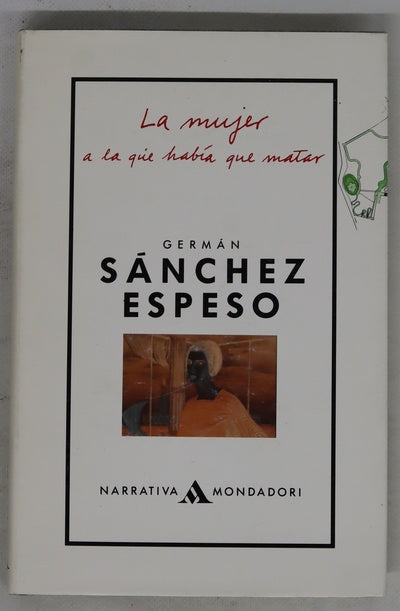 La mujer
a la que había que matar
GERMÁN
SÁNCHEZ
ESPESO
NARRATIVA MONDADORI